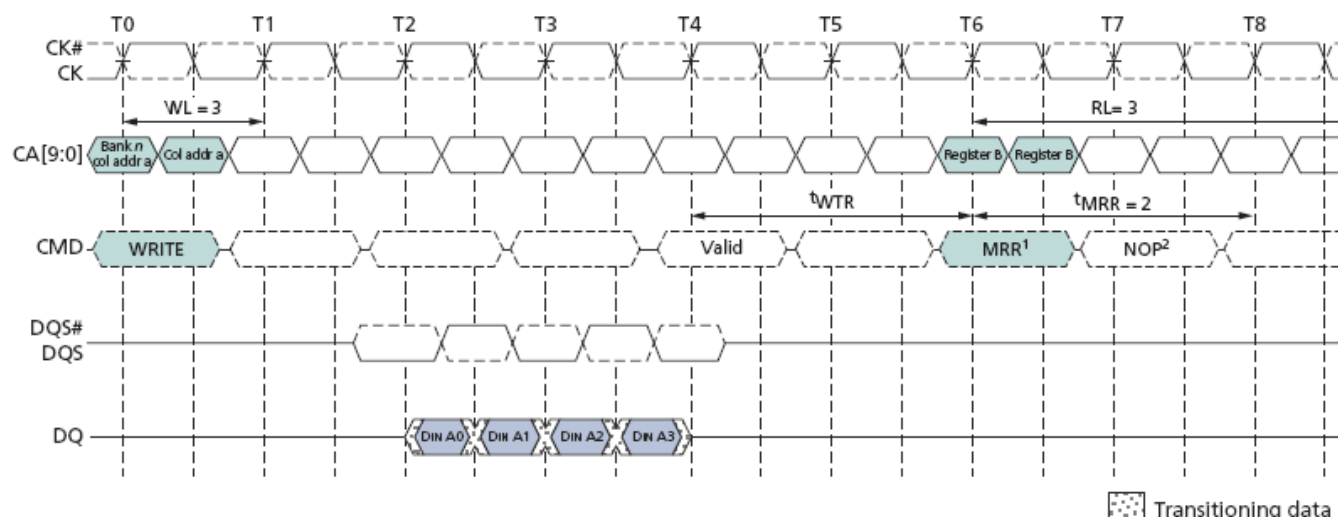 T0 T1 T2 T3 T4 T5 T6 T7 T8
CK#
CK
WL = 3 RL= 3
CA[9:0] Bank n col addr a Col addr a Register B Register B
tWTR tMRR = 2
CMD WRITE Valid MRR1 NOP2
DQS#
DQS
DQ DIN A0 DIN A1 DIN A2 DIN A3
Transitioning data